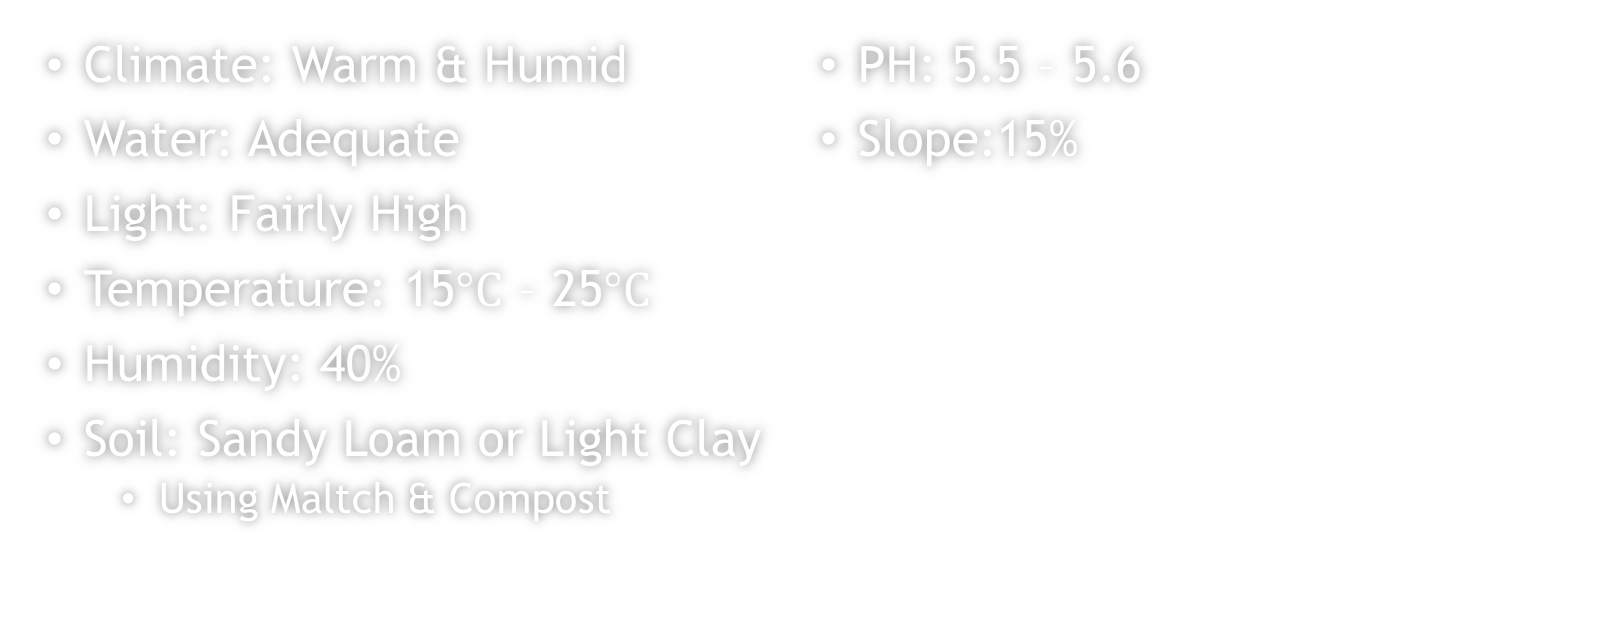 • Climate: Warm & Humid
• Water: Adequate
• Light: Fairly High
• Temperature: 15°C – 25°C
• Humidity: 40%
• Soil: Sandy Loam or Light Clay
• Using Maltch & Compost
• PH: 5.5 – 5.6
• Slope:15%